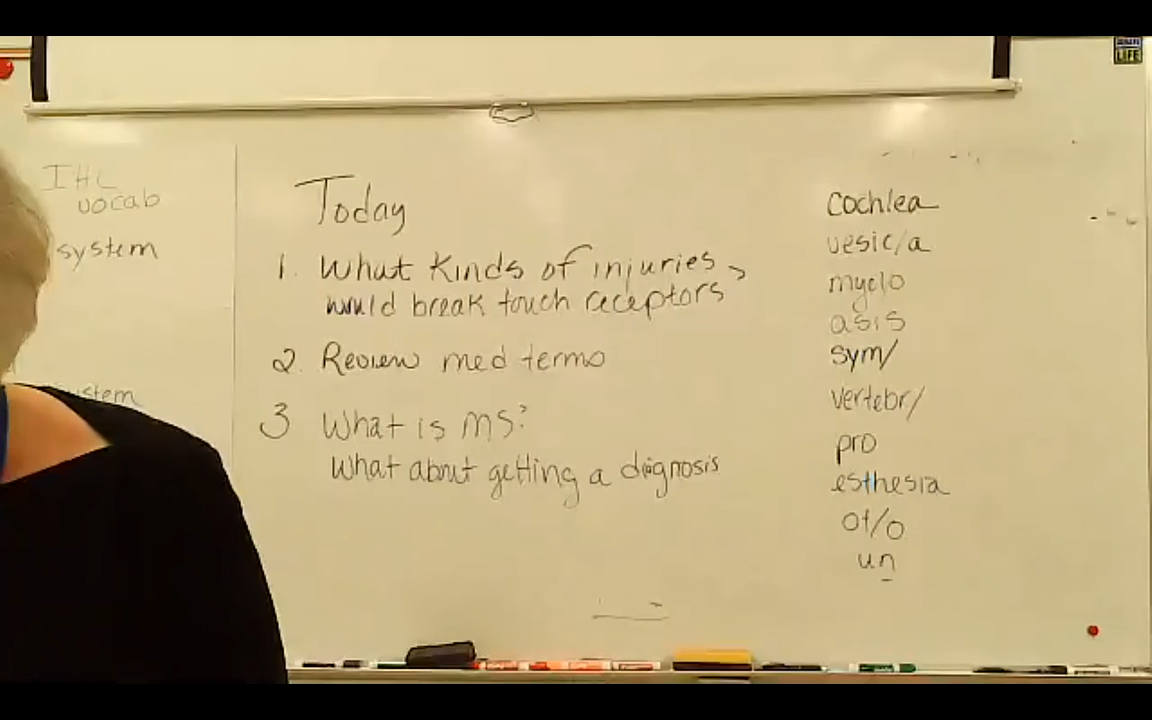 IHC
vocab
system
system
Today
1. What kinds of injuries
would break touch receptors
2. Review med terms
3 What is MS?
What about getting a diagnosis
Cochlea
vesic/a
myelo
asis
sym/
vertebr/
pro
esthesia
ot/o
un
LIFE